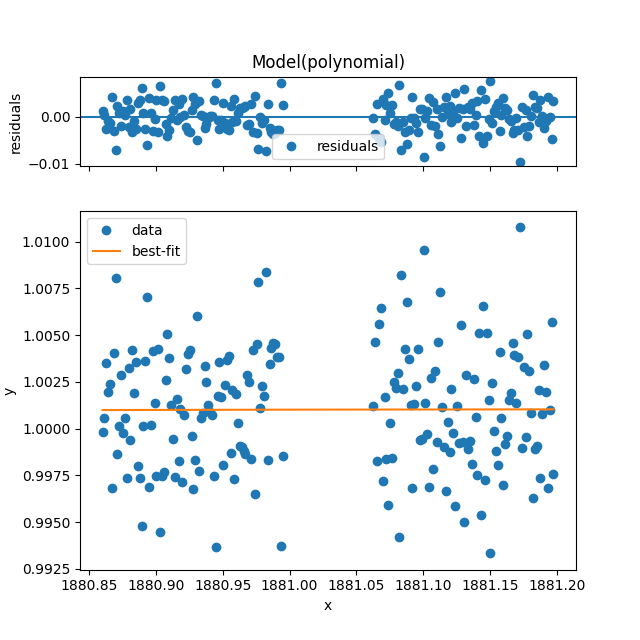 Model(polynomial)
residuals
0.00
−0.01
residuals
y
1.0100
1.0075
1.0050
1.0025
1.0000
0.9975
0.9950
0.9925
data
best-fit
1880.85 1880.90 1880.95 1881.00 1881.05 1881.10 1881.15 1881.20
x